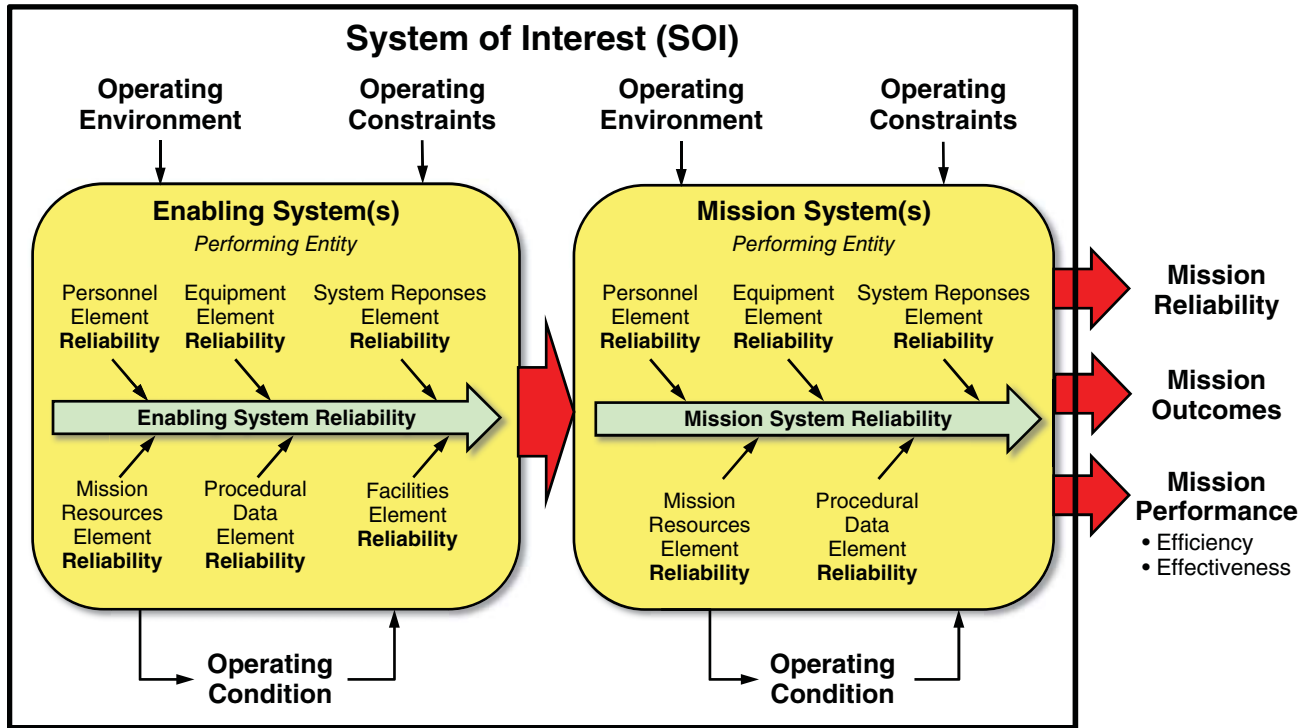 System of Interest (SOI)
Operating
Environment
Operating
Constraints
Operating
Environment
Operating
Constraints
Enabling System(s)
Performing Entity
Personnel
Element
Reliability
Equipment
Element
Reliability
System Reponses
Element
Reliability
Enabling System Reliability
Mission
Resources
Element
Reliability
Procedural
Data
Element
Reliability
Facilities
Element
Reliability
Operating
Condition
Mission System(s)
Performing Entity
Personnel
Element
Reliability
Equipment
Element
Reliability
System Reponses
Element
Reliability
Mission System Reliability
Mission
Resources
Element
Reliability
Procedural
Data
Element
Reliability
Operating
Condition
Mission
Reliability
Mission
Outcomes
Mission
Performance
• Efficiency
• Effectiveness